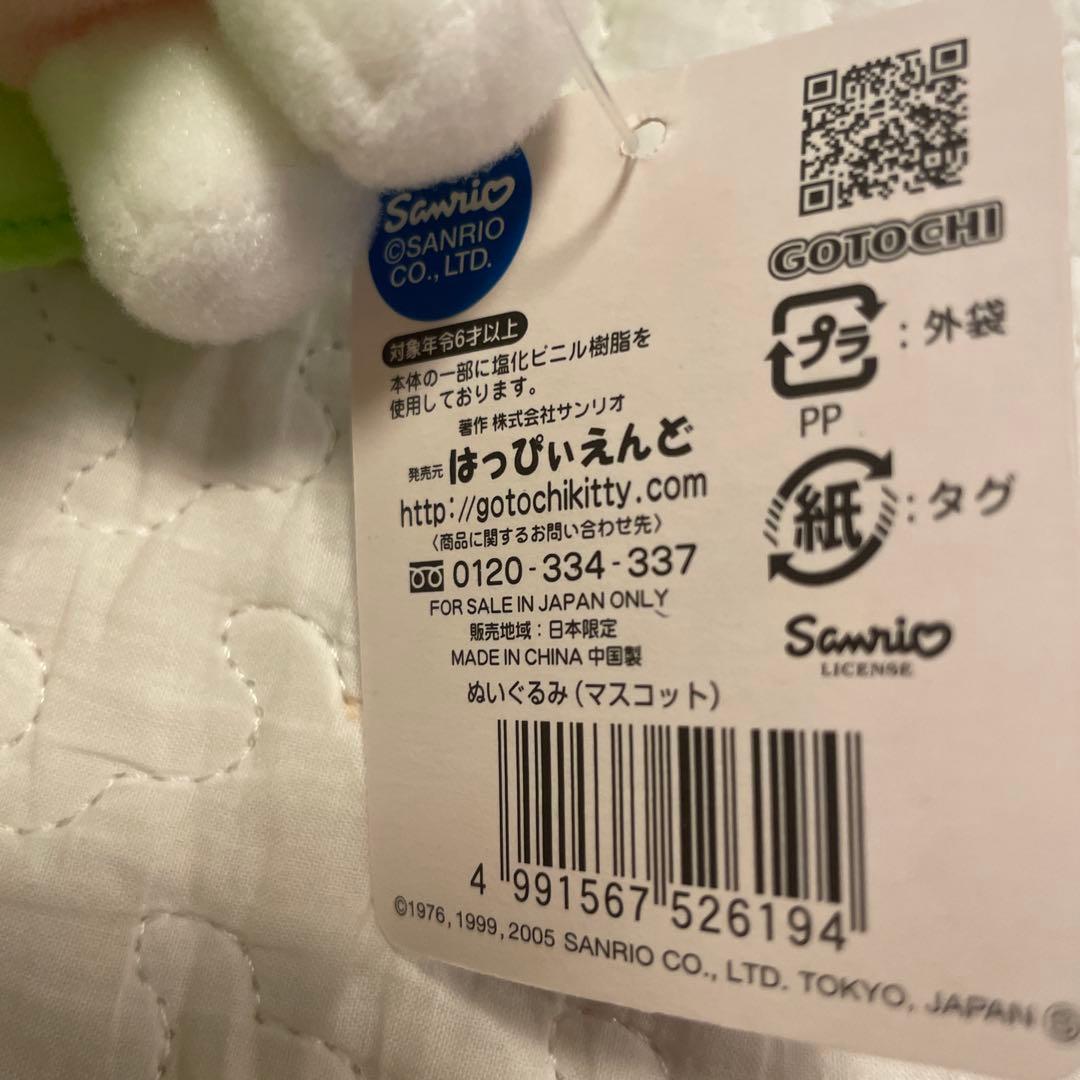 Sanrio
©SANRIO
CO., LTD.
GOTOCHI
対象年令6才以上
本体の一部に塩化ビニル樹脂を
使用しております。
著作 株式会社サンリオ
発売元 はっぴぃえんど
http://gotochikitty.com
〈商品に関するお問い合わせ先〉
0120-334-337
FOR SALE IN JAPAN ONLY
販売地域：日本限定
MADE IN CHINA 中国製
ぬいぐるみ(マスコット)
プラ：外袋
PP
紙：タグ
Sanrio
LICENSE
4 991567 526194
©1976, 1999, 2005 SANRIO CO., LTD. TOKYO, JAPAN